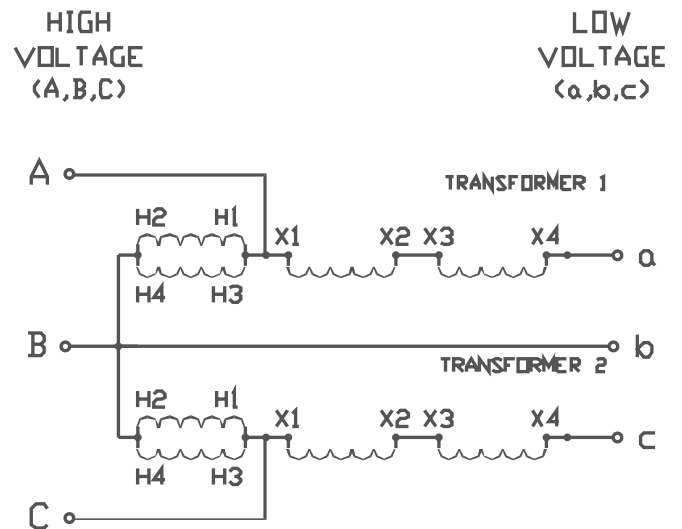 HIGH
VOLTAGE
(A,B,C)
LOW
VOLTAGE
(a,b,c)
A
TRANSFORMER 1
H2 H1
X1 X2 X3 X4
a
H4 H3
B
b
TRANSFORMER 2
H2 H1
X1 X2 X3 X4
c
H4 H3
C